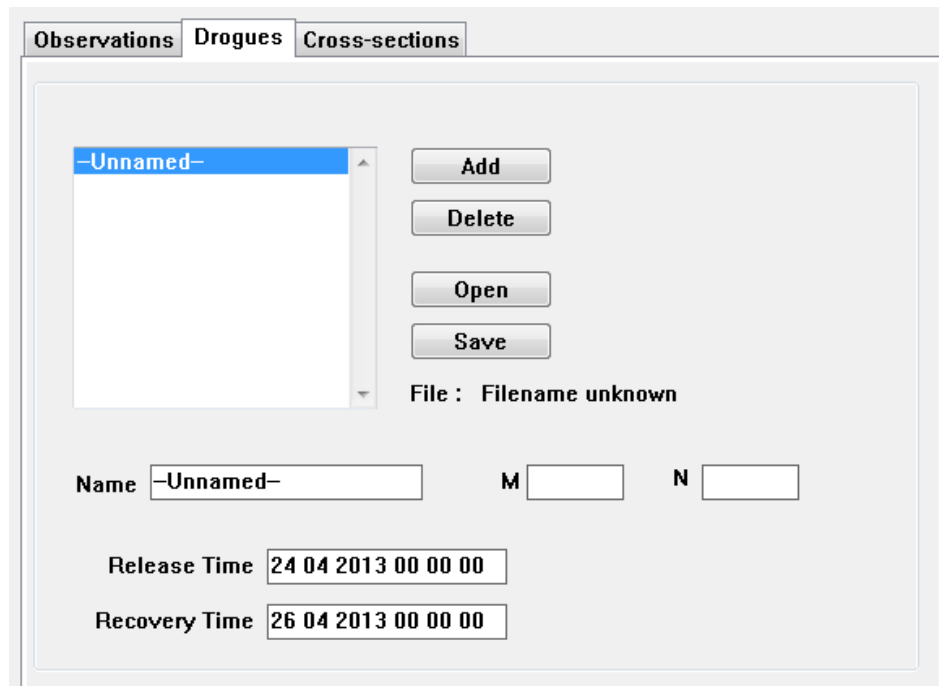 Observations Drogues Cross-sections
–Unnamed–
Add
Delete
Open
Save
File : Filename unknown
Name –Unnamed– M N
Release Time 24 04 2013 00 00 00
Recovery Time 26 04 2013 00 00 00